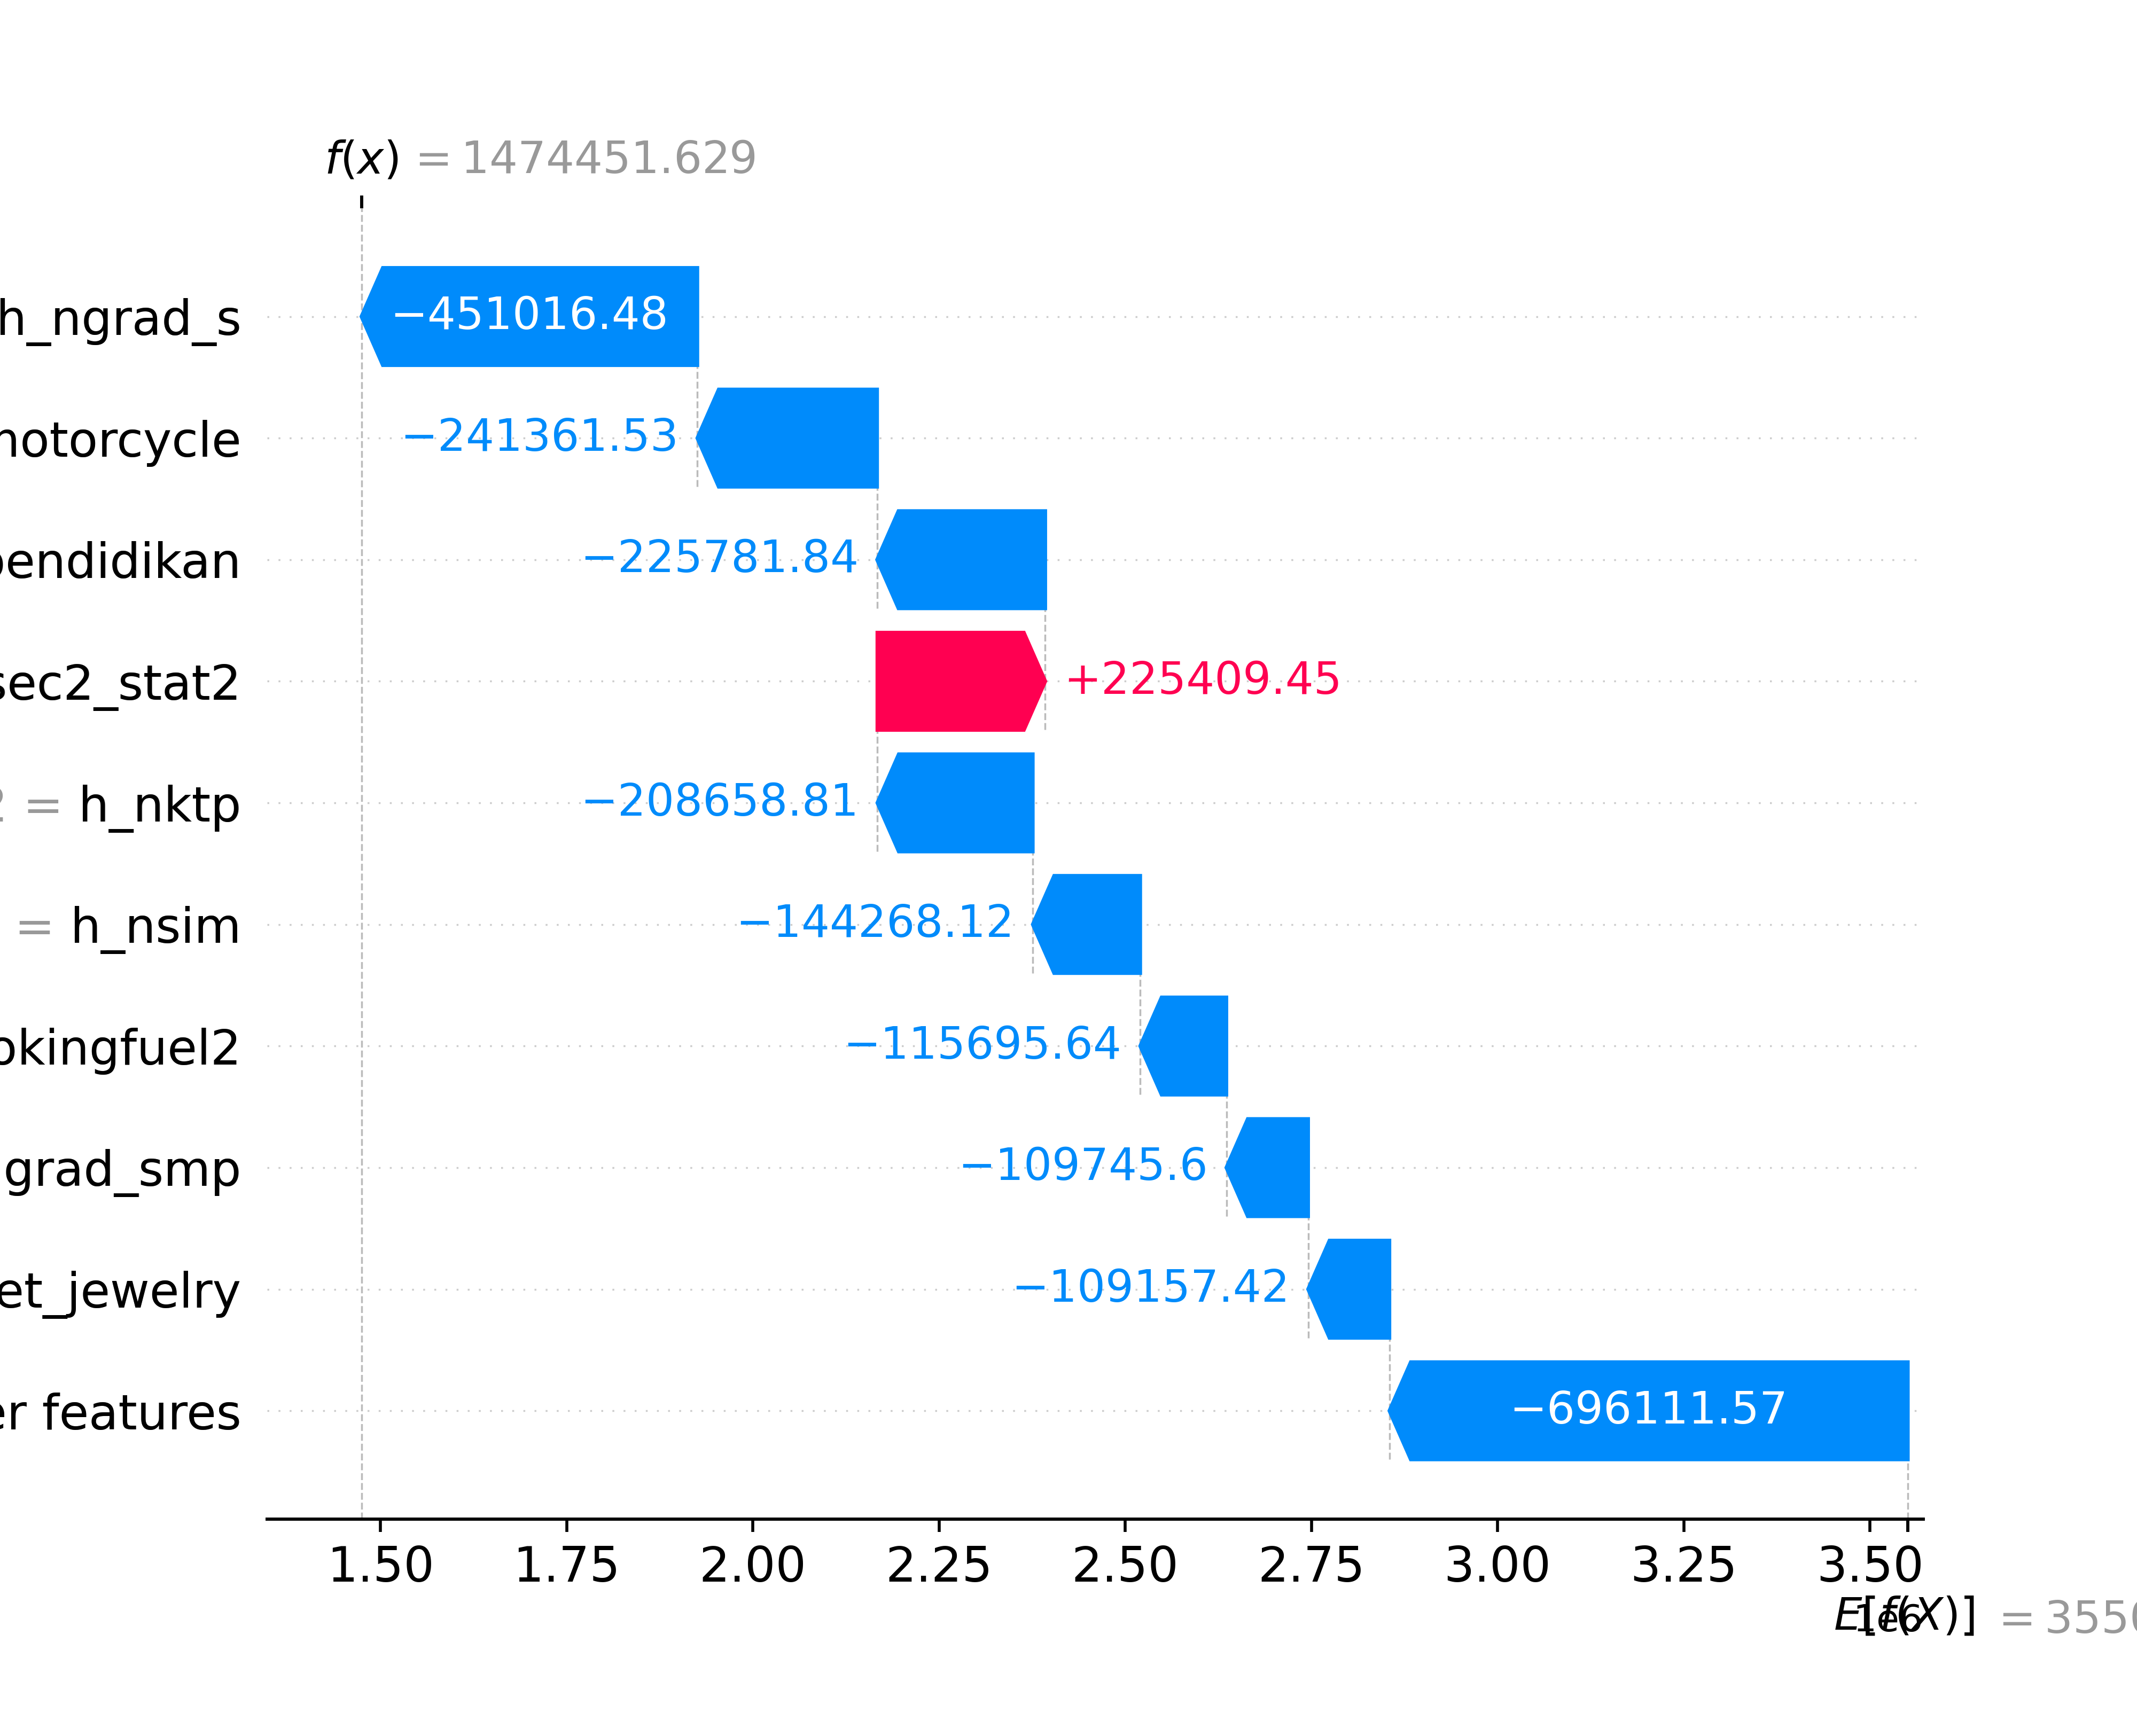 f(x) = 1474451.629
h_ngrad_s −451016.48
motorcycle −241361.53
pendidikan −225781.84
sec2_stat2 +225409.45
2 = h_nktp −208658.81
= h_nsim −144268.12
okingfuel2 −115695.64
grad_smp −109745.6
et_jewelry −109157.42
er features −696111.57
1.50 1.75 2.00 2.25 2.50 2.75 3.00 3.25 3.50
1e6
E[f(X)] = 3550